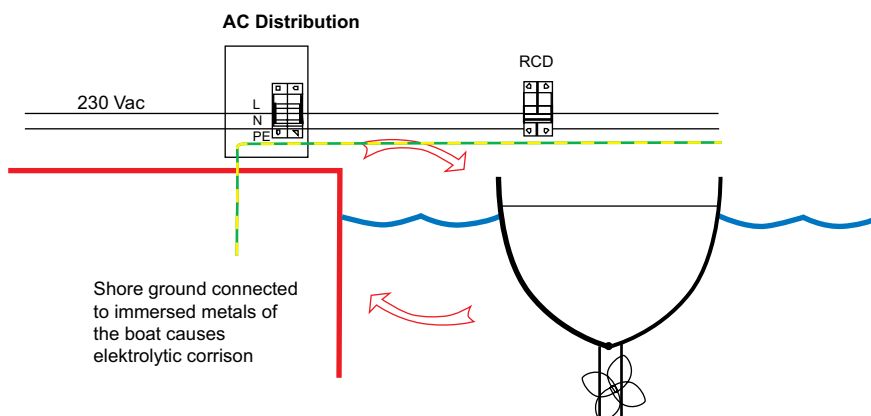 AC Distribution
RCD
230 Vac
L
N
PE
Shore ground connected
to immersed metals of
the boat causes
elektrolytic corrison